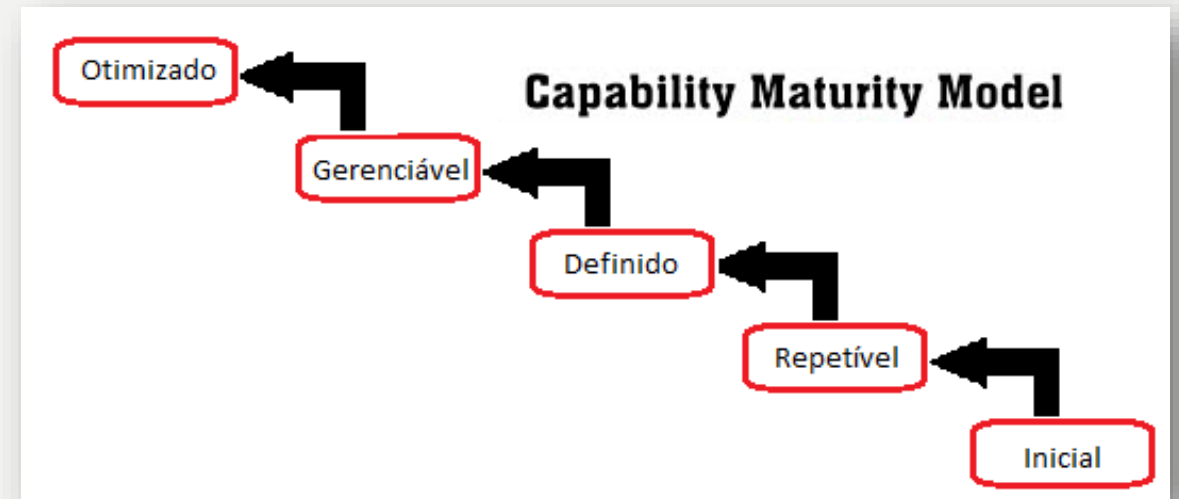 Otimizado
Capability Maturity Model
Gerenciável
Definido
Repetível
Inicial